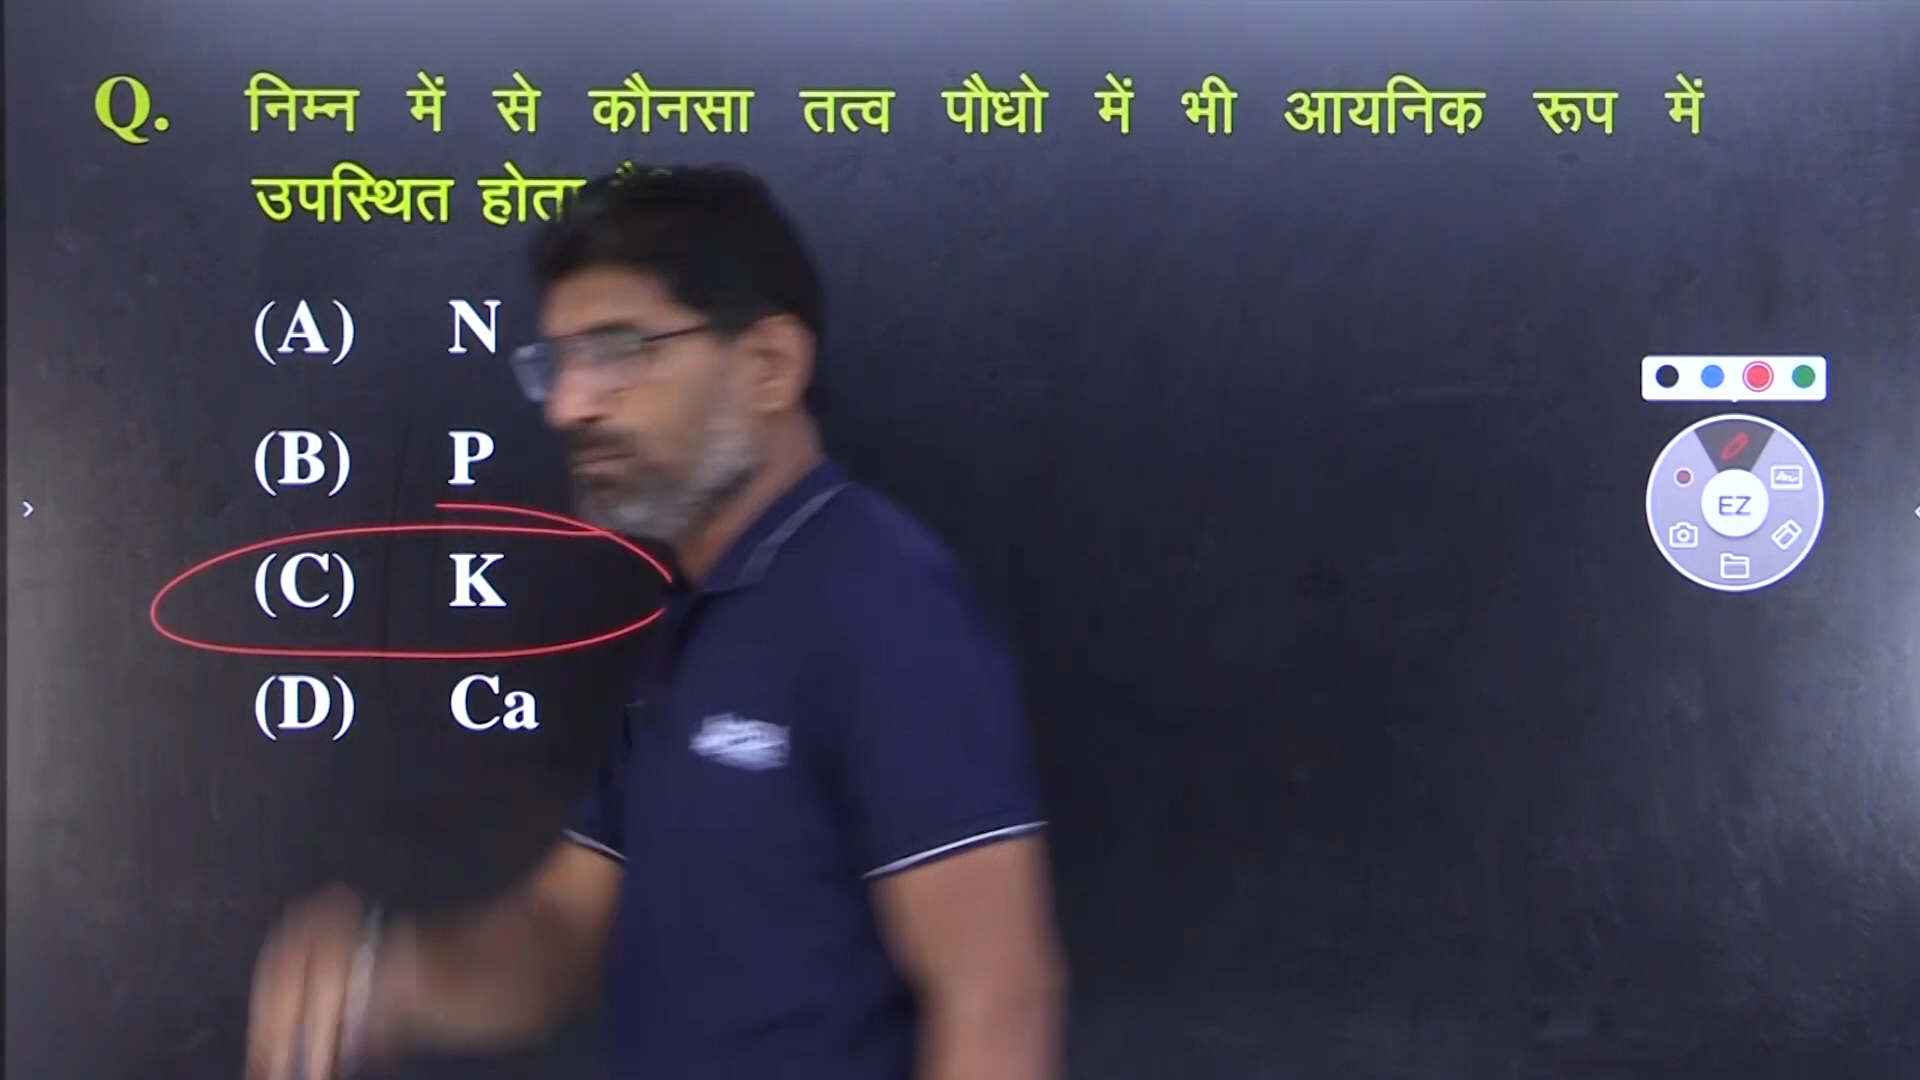 Q. निम्न में से कौनसा तत्व पौधो में भी आयनिक रूप में
उपस्थित होता
(A) N
(B) P
(C) K
(D) Ca
EZ